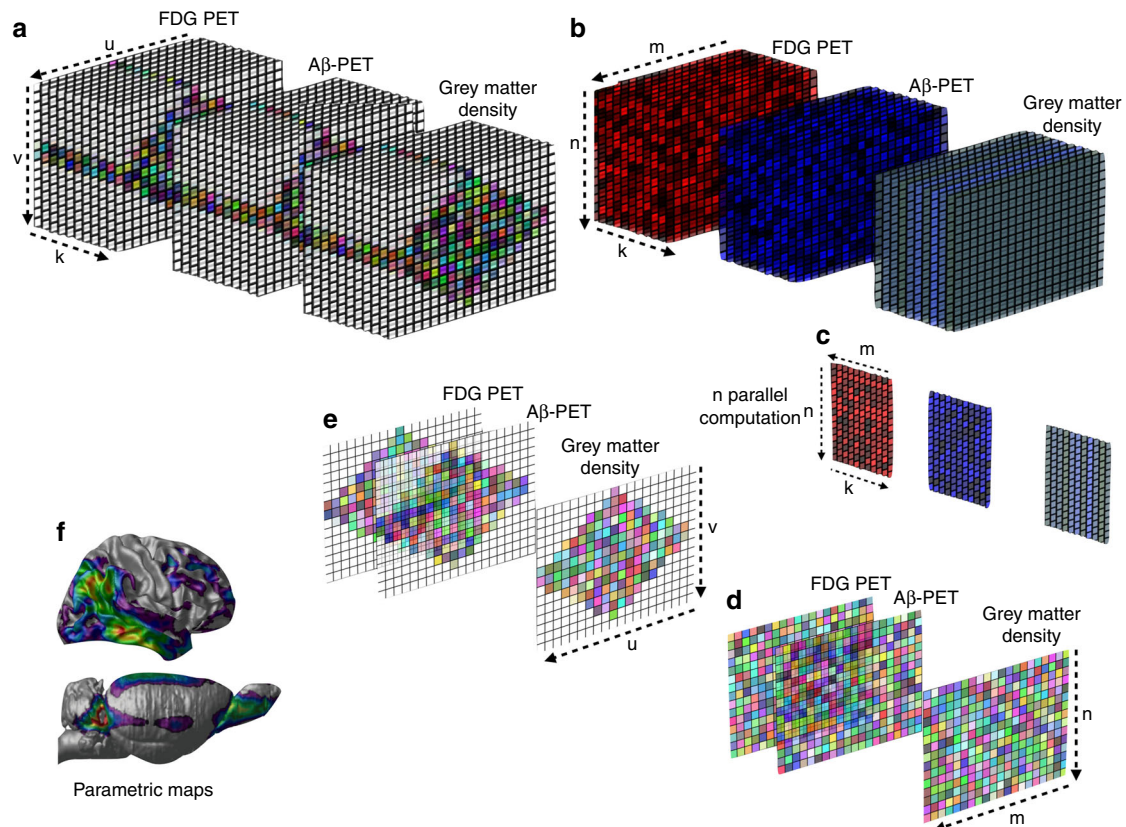 a
FDG PET
u
Aβ-PET
Grey matter
density
v
k
b
m
FDG PET
Aβ-PET
Grey matter
density
n
k
c
m
n parallel
computation
n
k
e
FDG PET
Aβ-PET
Grey matter
density
v
u
d
FDG PET
Aβ-PET
Grey matter
density
n
m
f
Parametric maps